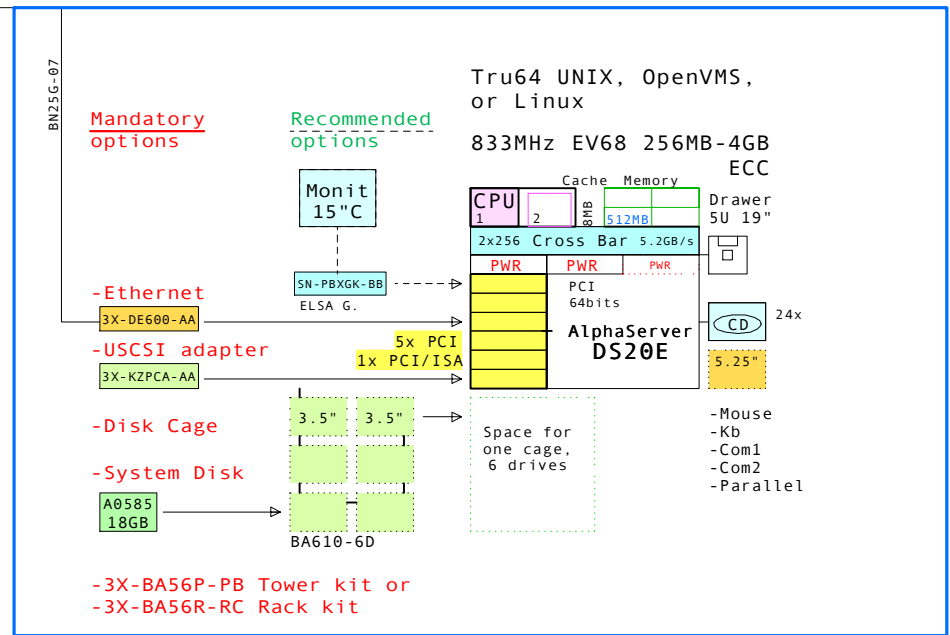 BN25G-07
Tru64 UNIX, OpenVMS,
or Linux
833MHz EV68 256MB-4GB
ECC
Mandatory
options
Recommended
options
Monit
15"C
Cache Memory
CPU
1
2
8MB
512MB
Drawer
5U 19"
2x256 Cross Bar 5.2GB/s
PWR PWR PWR
PCI
64bits
SN-PBXGK-BB
ELSA G.
-Ethernet
3X-DE600-AA
-USCSI adapter
3X-KZPCA-AA
5x PCI
1x PCI/ISA
AlphaServer
DS20E
CD
24x
5.25"
-Disk Cage
3.5" 3.5"
Space for
one cage,
6 drives
-Mouse
-Kb
-Com1
-Com2
-Parallel
-System Disk
A0585
18GB
BA610-6D
-3X-BA56P-PB Tower kit or
-3X-BA56R-RC Rack kit